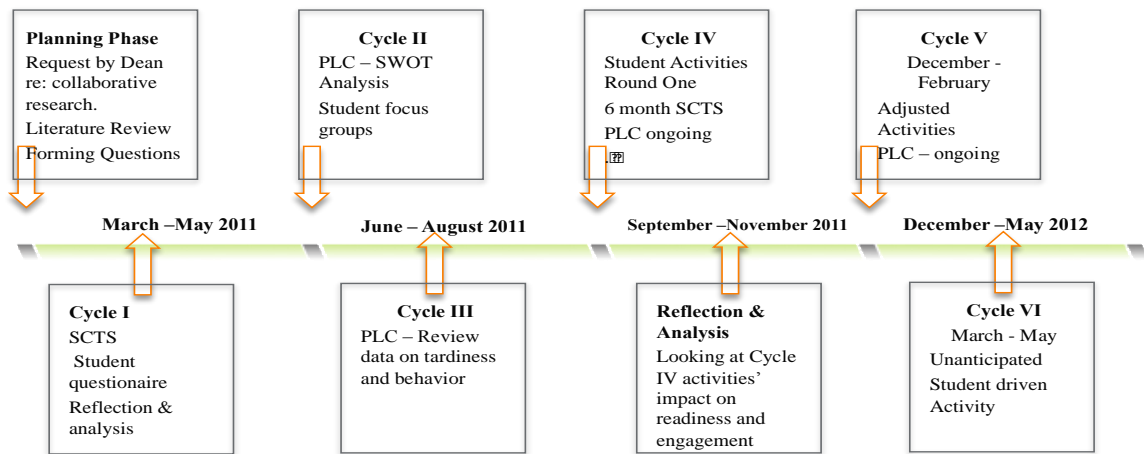 Planning Phase
Request by Dean
re: collaborative
research.
Literature Review
Forming Questions
Cycle II
PLC – SWOT
Analysis
Student focus
groups
Cycle IV
Student Activities
Round One
6 month SCTS
PLC ongoing
.
Cycle V
December -
February
Adjusted
Activities
PLC – ongoing
March –May 2011
June – August 2011
September –November 2011
December –May 2012
Cycle I
SCTS
Student
questionaire
Reflection &
analysis
Cycle III
PLC – Review
data on tardiness
and behavior
Reflection &
Analysis
Looking at Cycle
IV activities’
impact on
readiness and
engagement
Cycle VI
March - May
Unanticipated
Student driven
Activity